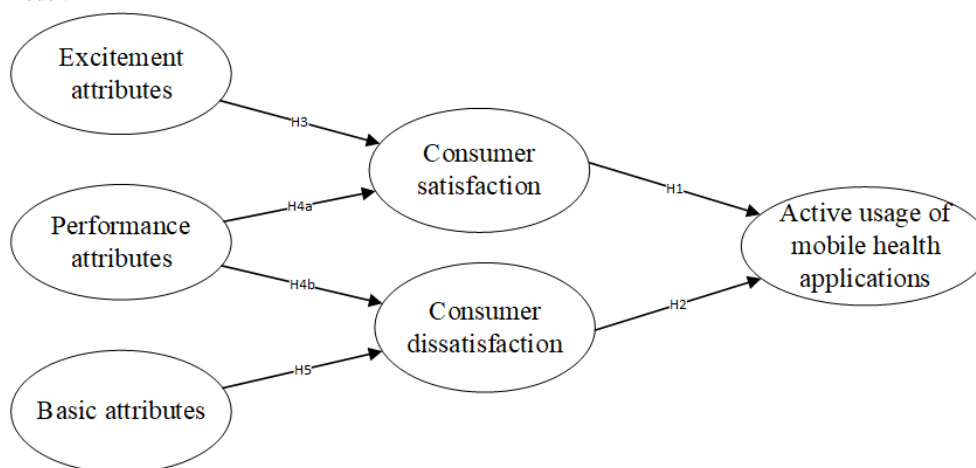 Excitement
attributes
H3
Consumer
satisfaction
H1
Performance
attributes
H4a
Active usage of
mobile health
applications
H4b
Consumer
dissatisfaction
H2
Basic attributes
H5